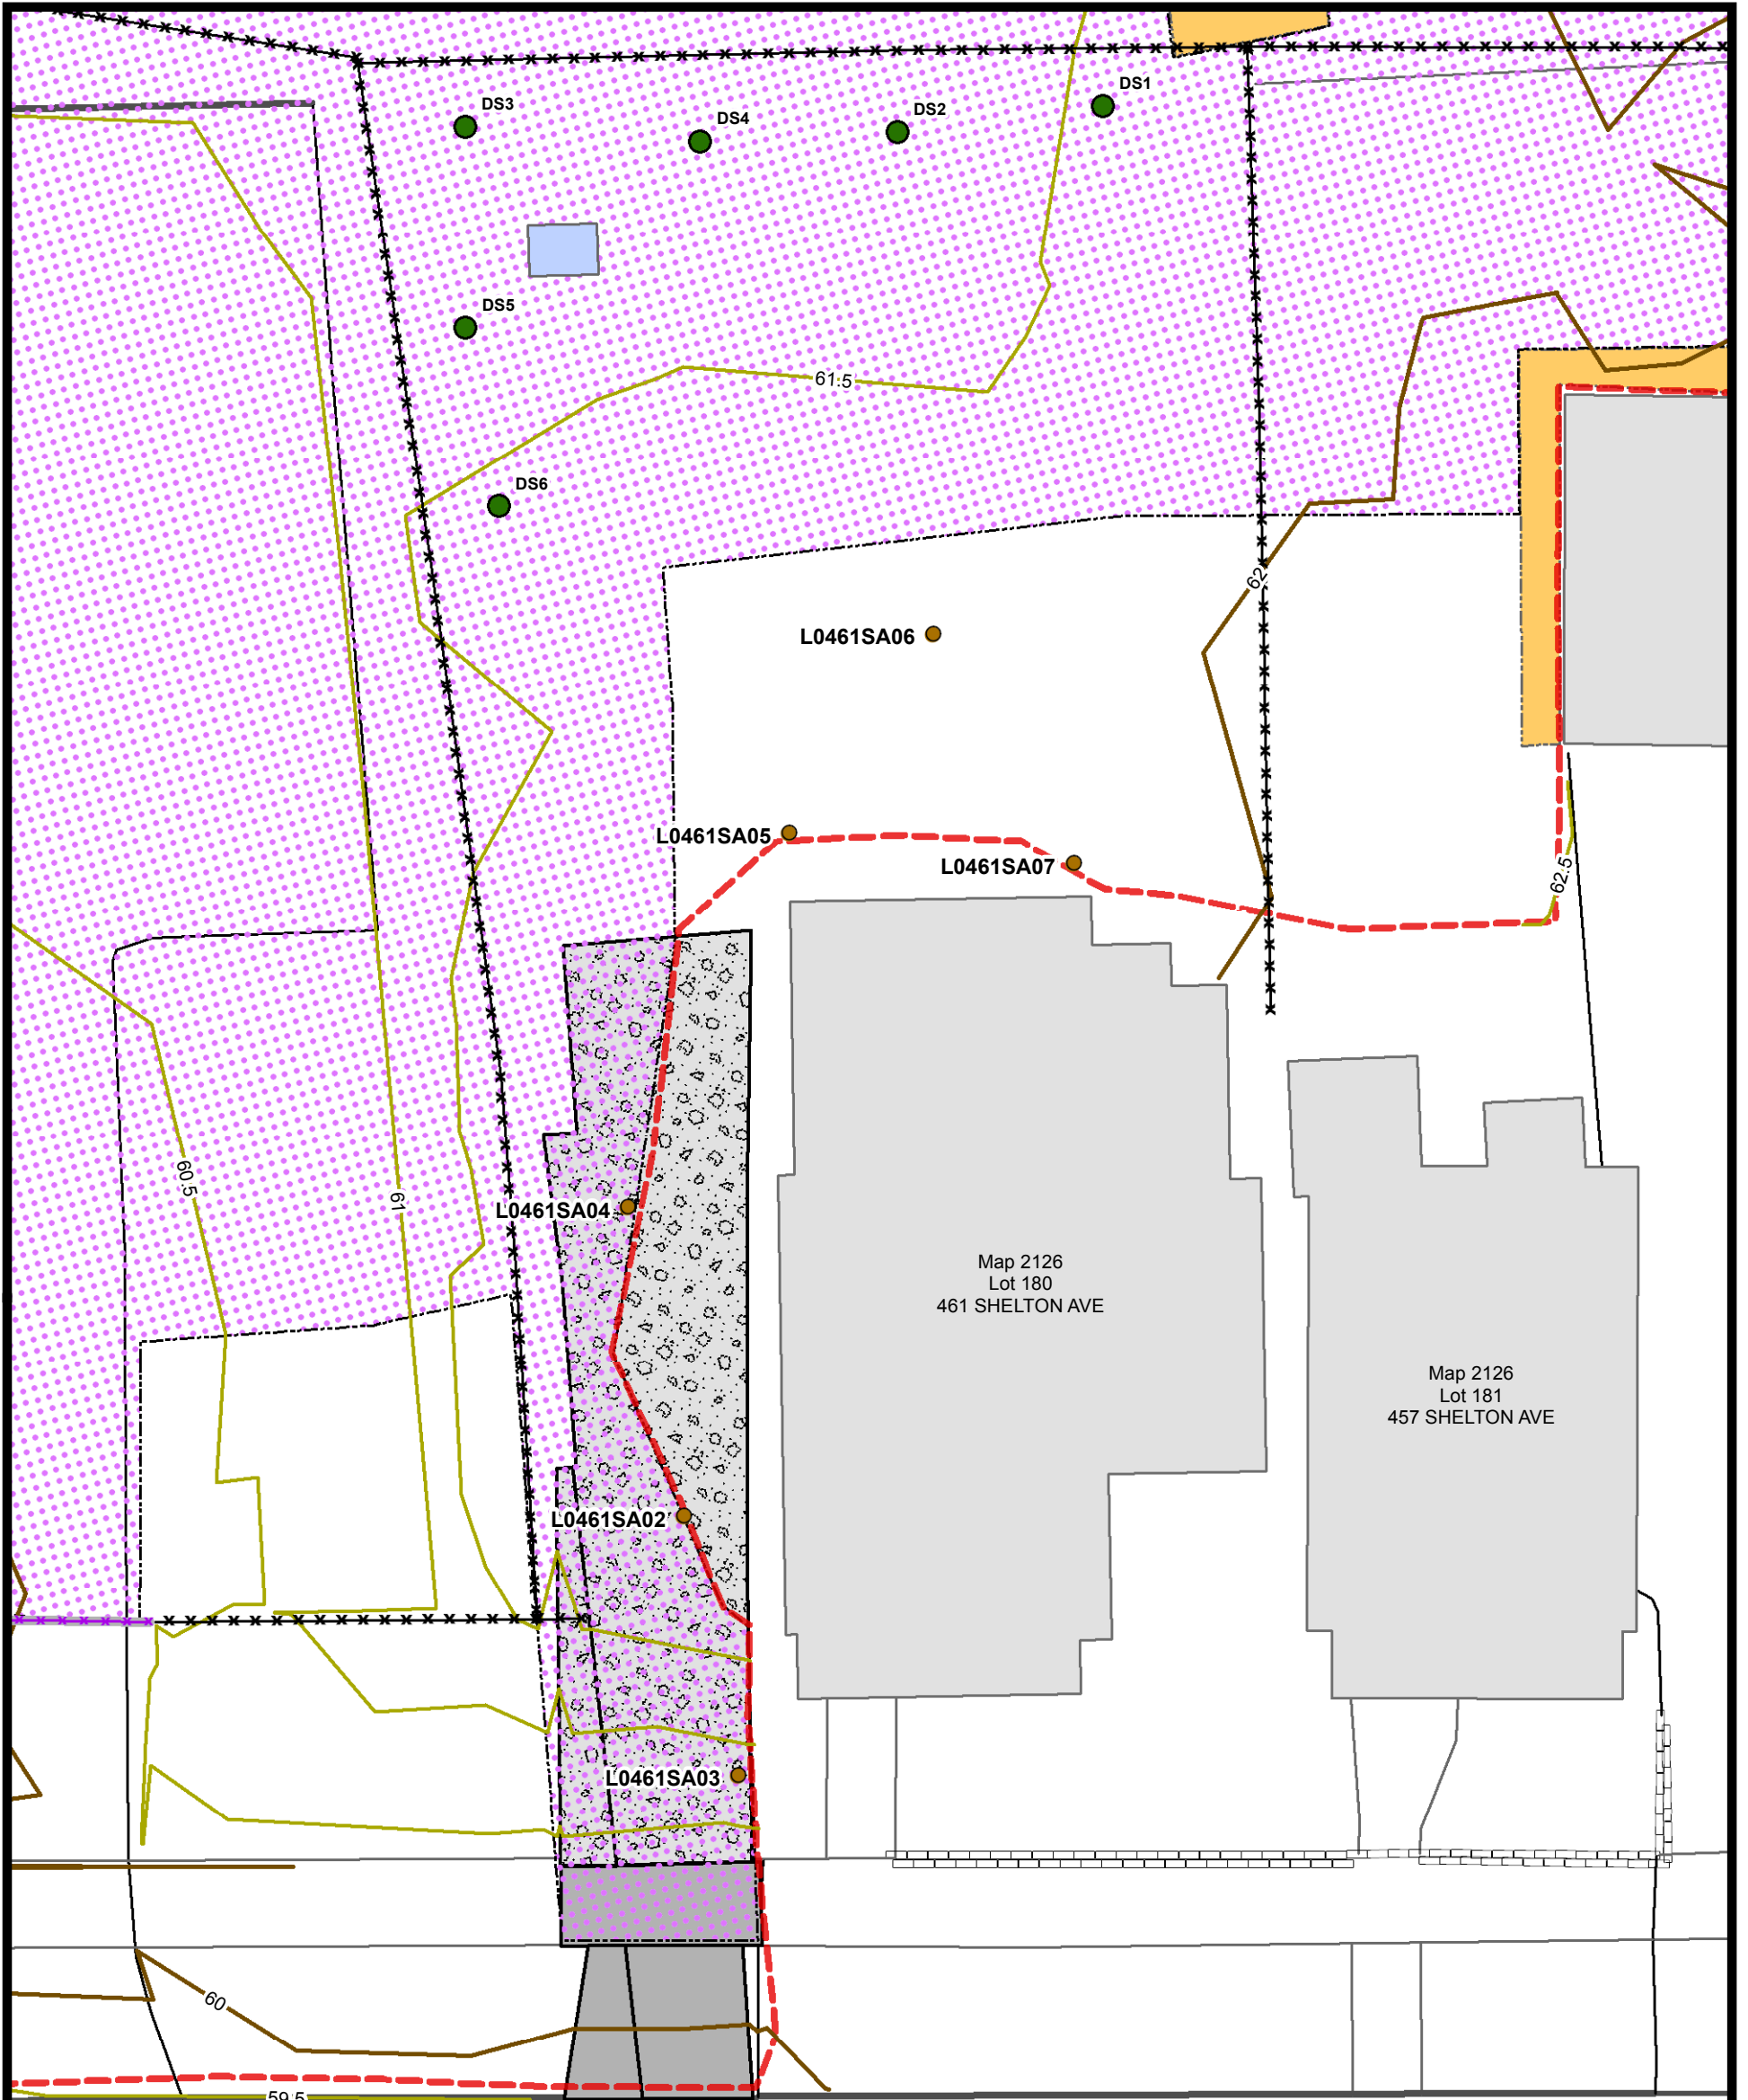 DS1
DS3
DS2
DS4
DS5
61.5
DS6
62
L0461SA06
L0461SA05
L0461SA07
62.5
60.5
61
L0461SA04
Map 2126
Lot 180
461 SHELTON AVE
Map 2126
Lot 181
457 SHELTON AVE
L0461SA02
L0461SA03
60
59.5